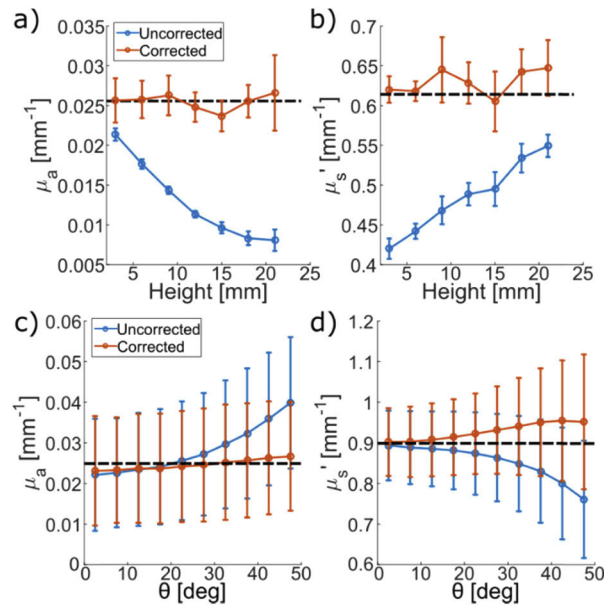 a)
0.035
0.03
0.025
0.02
0.015
0.01
0.005
μa [mm-1]
Uncorrected
Corrected
5 10 15 20 25
Height [mm]
b)
0.7
0.65
0.6
0.55
0.5
0.45
0.4
μs' [mm-1]
5 10 15 20 25
Height [mm]
c)
0.06
0.05
0.04
0.03
0.02
0.01
0
μa [mm-1]
Uncorrected
Corrected
0 10 20 30 40 50
θ [deg]
d)
1.2
1.1
1
0.9
0.8
0.7
0.6
μs' [mm-1]
0 10 20 30 40 50
θ [deg]